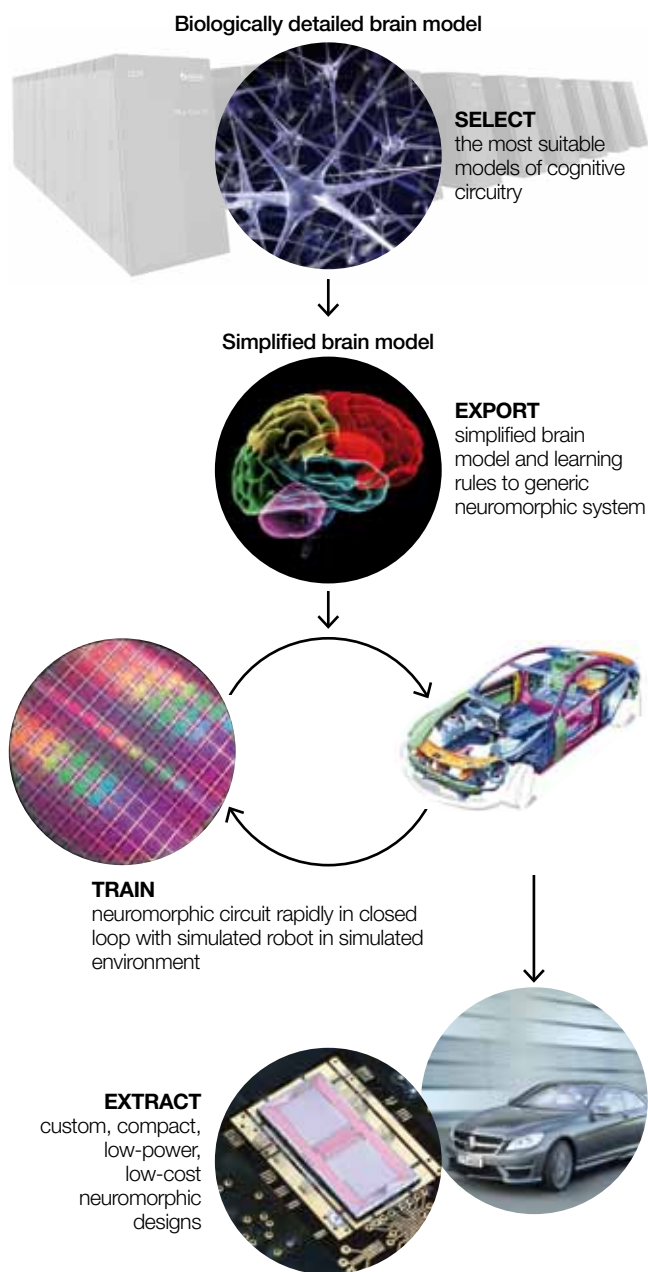 Biologically detailed brain model
SELECT
the most suitable
models of cognitive
circuitry
Simplified brain model
EXPORT
simplified brain
model and learning
rules to generic
neuromorphic system
TRAIN
neuromorphic circuit rapidly in closed
loop with simulated robot in simulated
environment
EXTRACT
custom, compact,
low-power,
low-cost
neuromorphic
designs